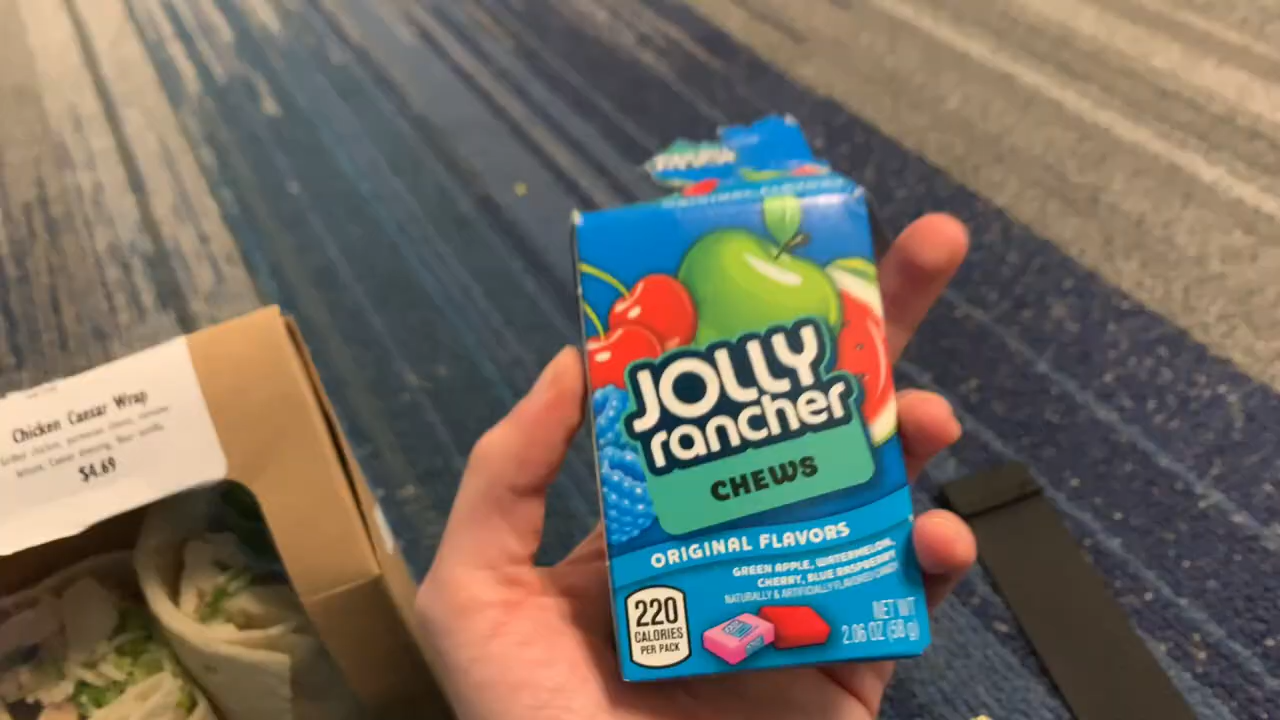 Chicken Caesar Wrap
$4.69
JOLLY
rancher
CHEWS
ORIGINAL FLAVORS
GREEN APPLE, WATERMELON,
CHERRY, BLUE RASPBERRY
NATURALLY & ARTIFICIALLY FLAVORED CANDY
220
CALORIES
PER PACK
NET WT
2.06 OZ (58 g)